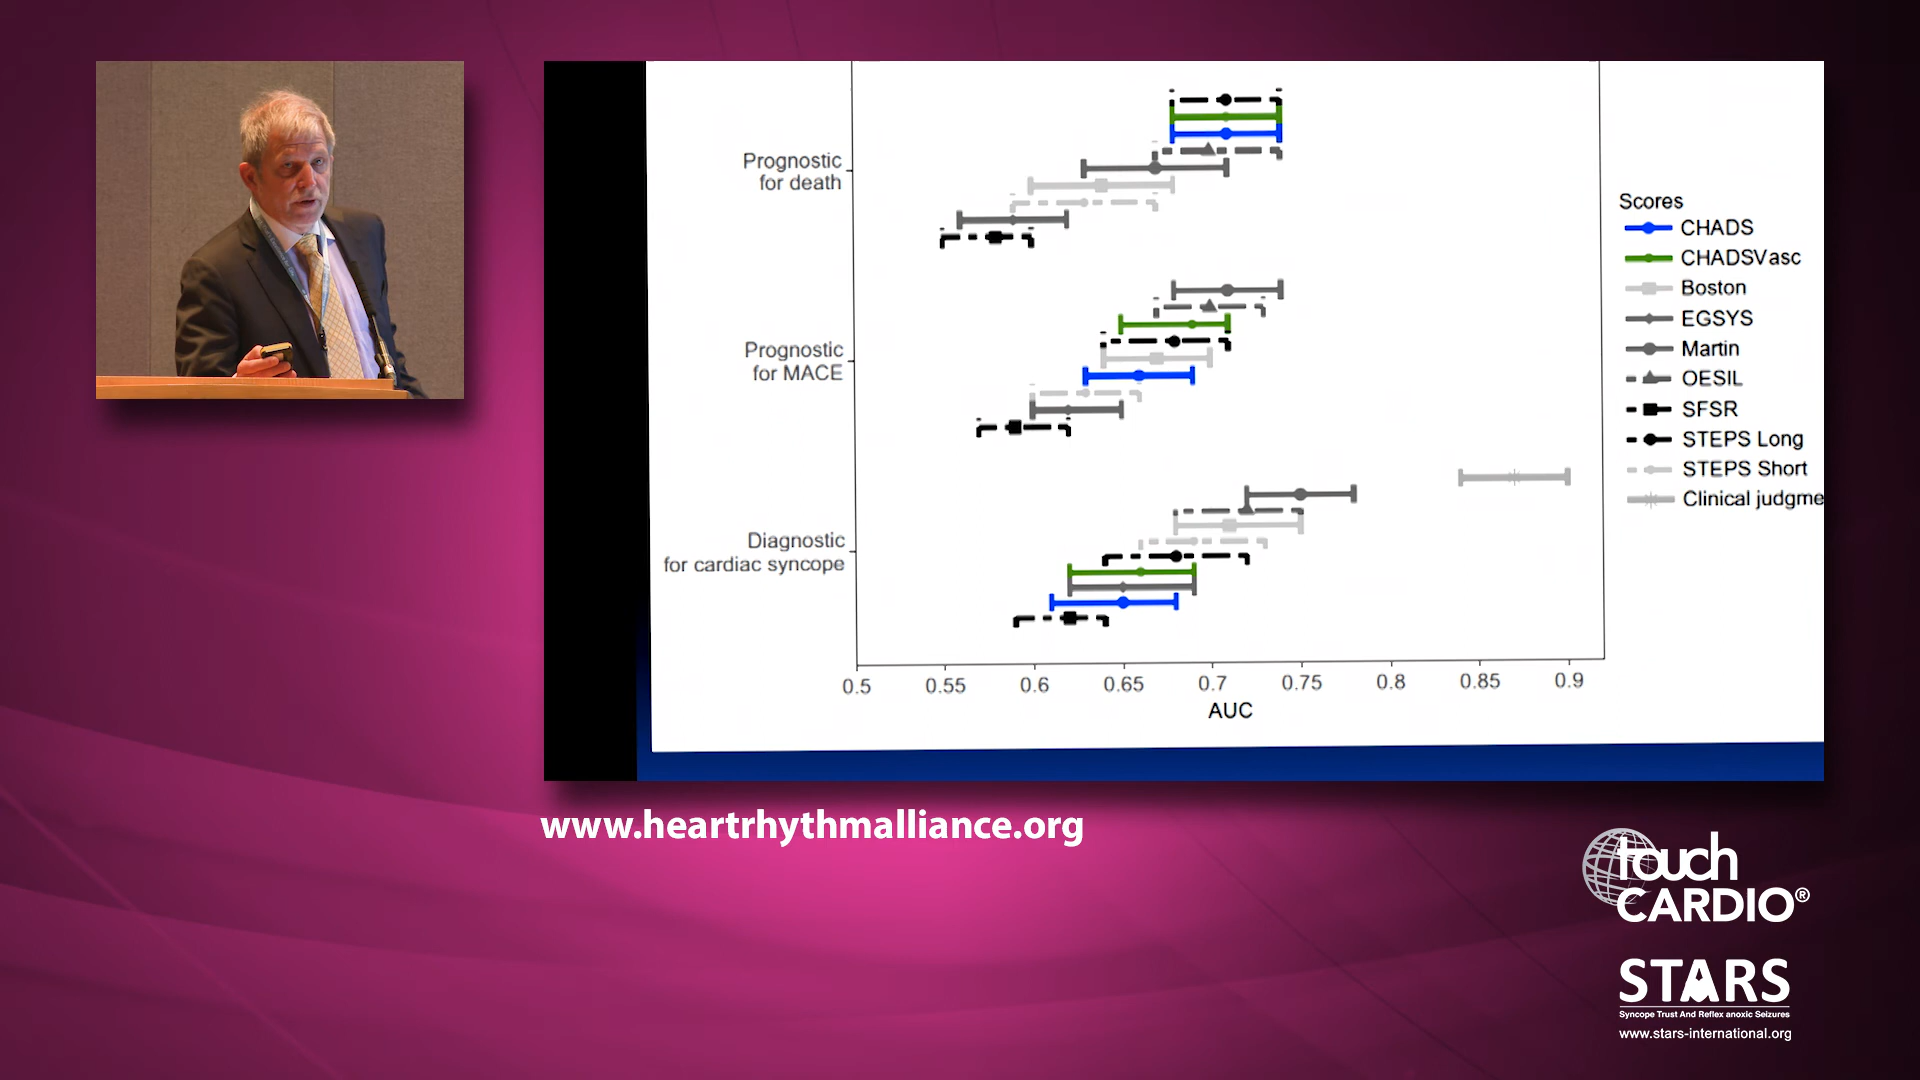 Prognostic
for death
Prognostic
for MACE
Diagnostic
for cardiac syncope
0.5 0.55 0.6 0.65 0.7 0.75 0.8 0.85 0.9
AUC
Scores
CHADS
CHADSVasc
Boston
EGSYS
Martin
OESIL
SFSR
STEPS Long
STEPS Short
Clinical judgme
www.heartrhythmalliance.org
touch
CARDIO®
STARS
Syncope Trust And Reflex anoxic Seizures
www.stars-international.org